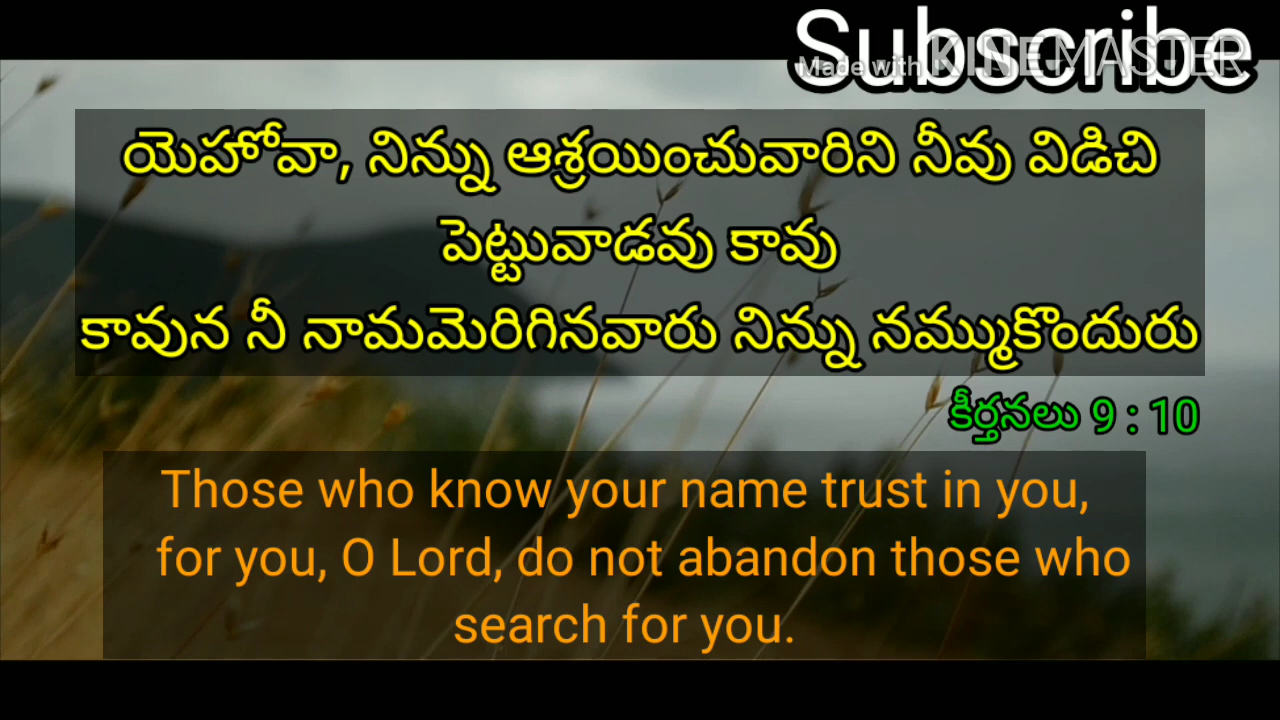 Subscribe
Made with KINEMASTER
యెహోవా, నిన్ను ఆశ్రయించువారిని నీవు విడిచి
పెట్టువాడవు కావు
కావున నీ నామమెరిగినవారు నిన్ను నమ్ముకొందురు
కీర్తనలు 9 : 10
Those who know your name trust in you,
for you, O Lord, do not abandon those who
search for you.